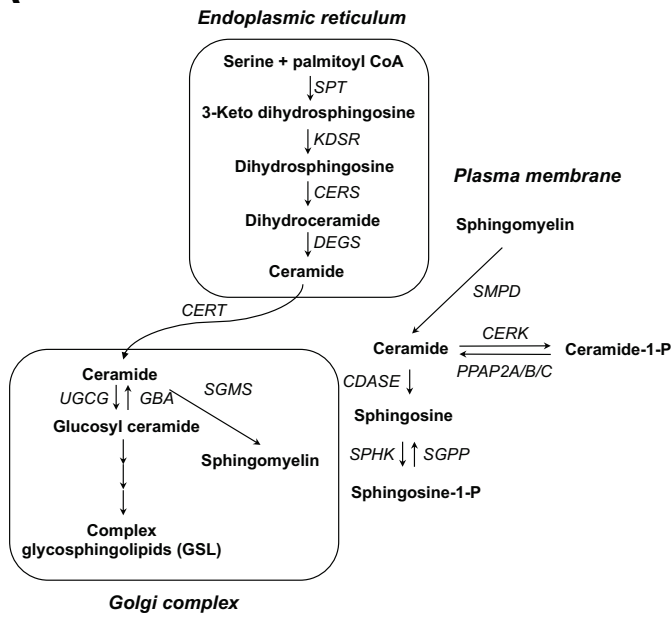 Endoplasmic reticulum
Serine + palmitoyl CoA
SPT
3-Keto dihydrosphingosine
KDSR
Dihydrosphingosine
CERS
Dihydroceramide
DEGS
Ceramide
CERT
Plasma membrane
Sphingomyelin
SMPD
Ceramide
CERK
PPAP2A/B/C
Ceramide-1-P
CDASE
Sphingosine
SPHK
SGPP
Sphingosine-1-P
Ceramide
UGCG
GBA
SGMS
Glucosyl ceramide
Sphingomyelin
Complex
glycosphingolipids (GSL)
Golgi complex